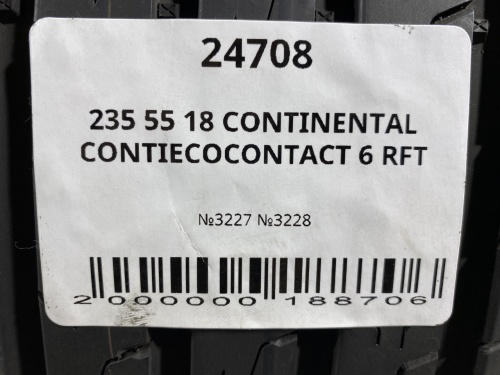 24708
235 55 18 CONTINENTAL
CONTIECOCONTACT 6 RFT
№3227 №3228
2 000000 188706